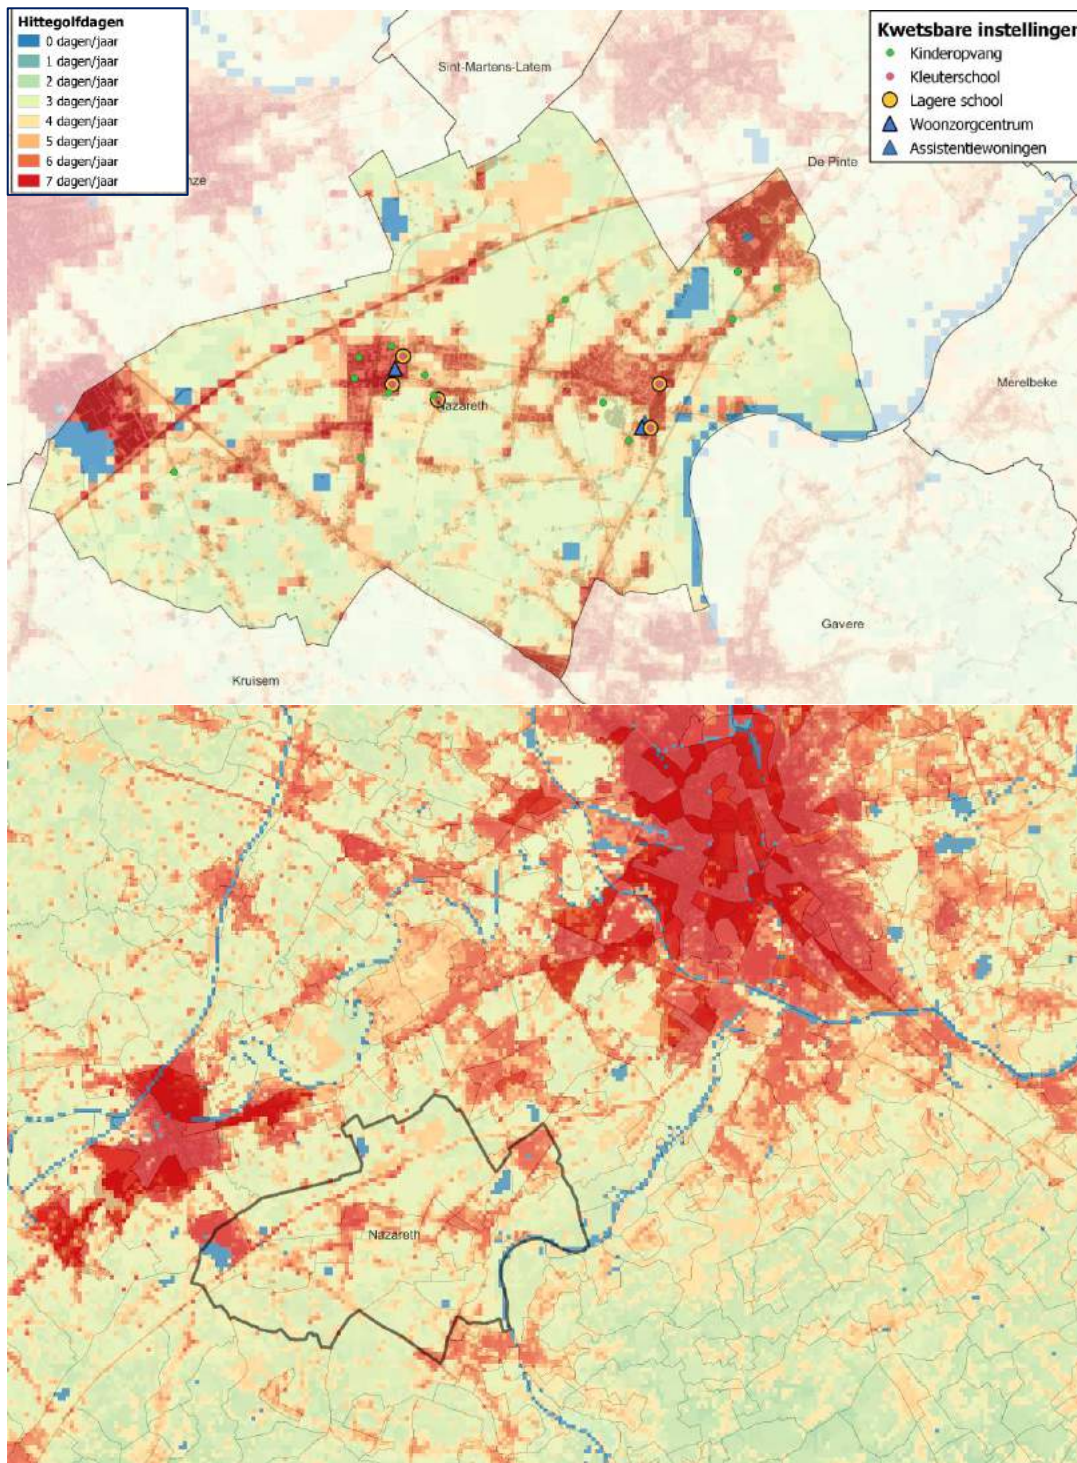 Hittegolfdagen
0 dagen/jaar
1 dagen/jaar
2 dagen/jaar
3 dagen/jaar
4 dagen/jaar
5 dagen/jaar
6 dagen/jaar
7 dagen/jaar
Kwetsbare instellingen
Kinderopvang
Kleuterschool
Lagere school
Woonzorgcentrum
Assistentiewoningen
Sint-Martens-Latem
De Pinte
nze
Merelbeke
Nazareth
Gavere
Kruisem
Nazareth